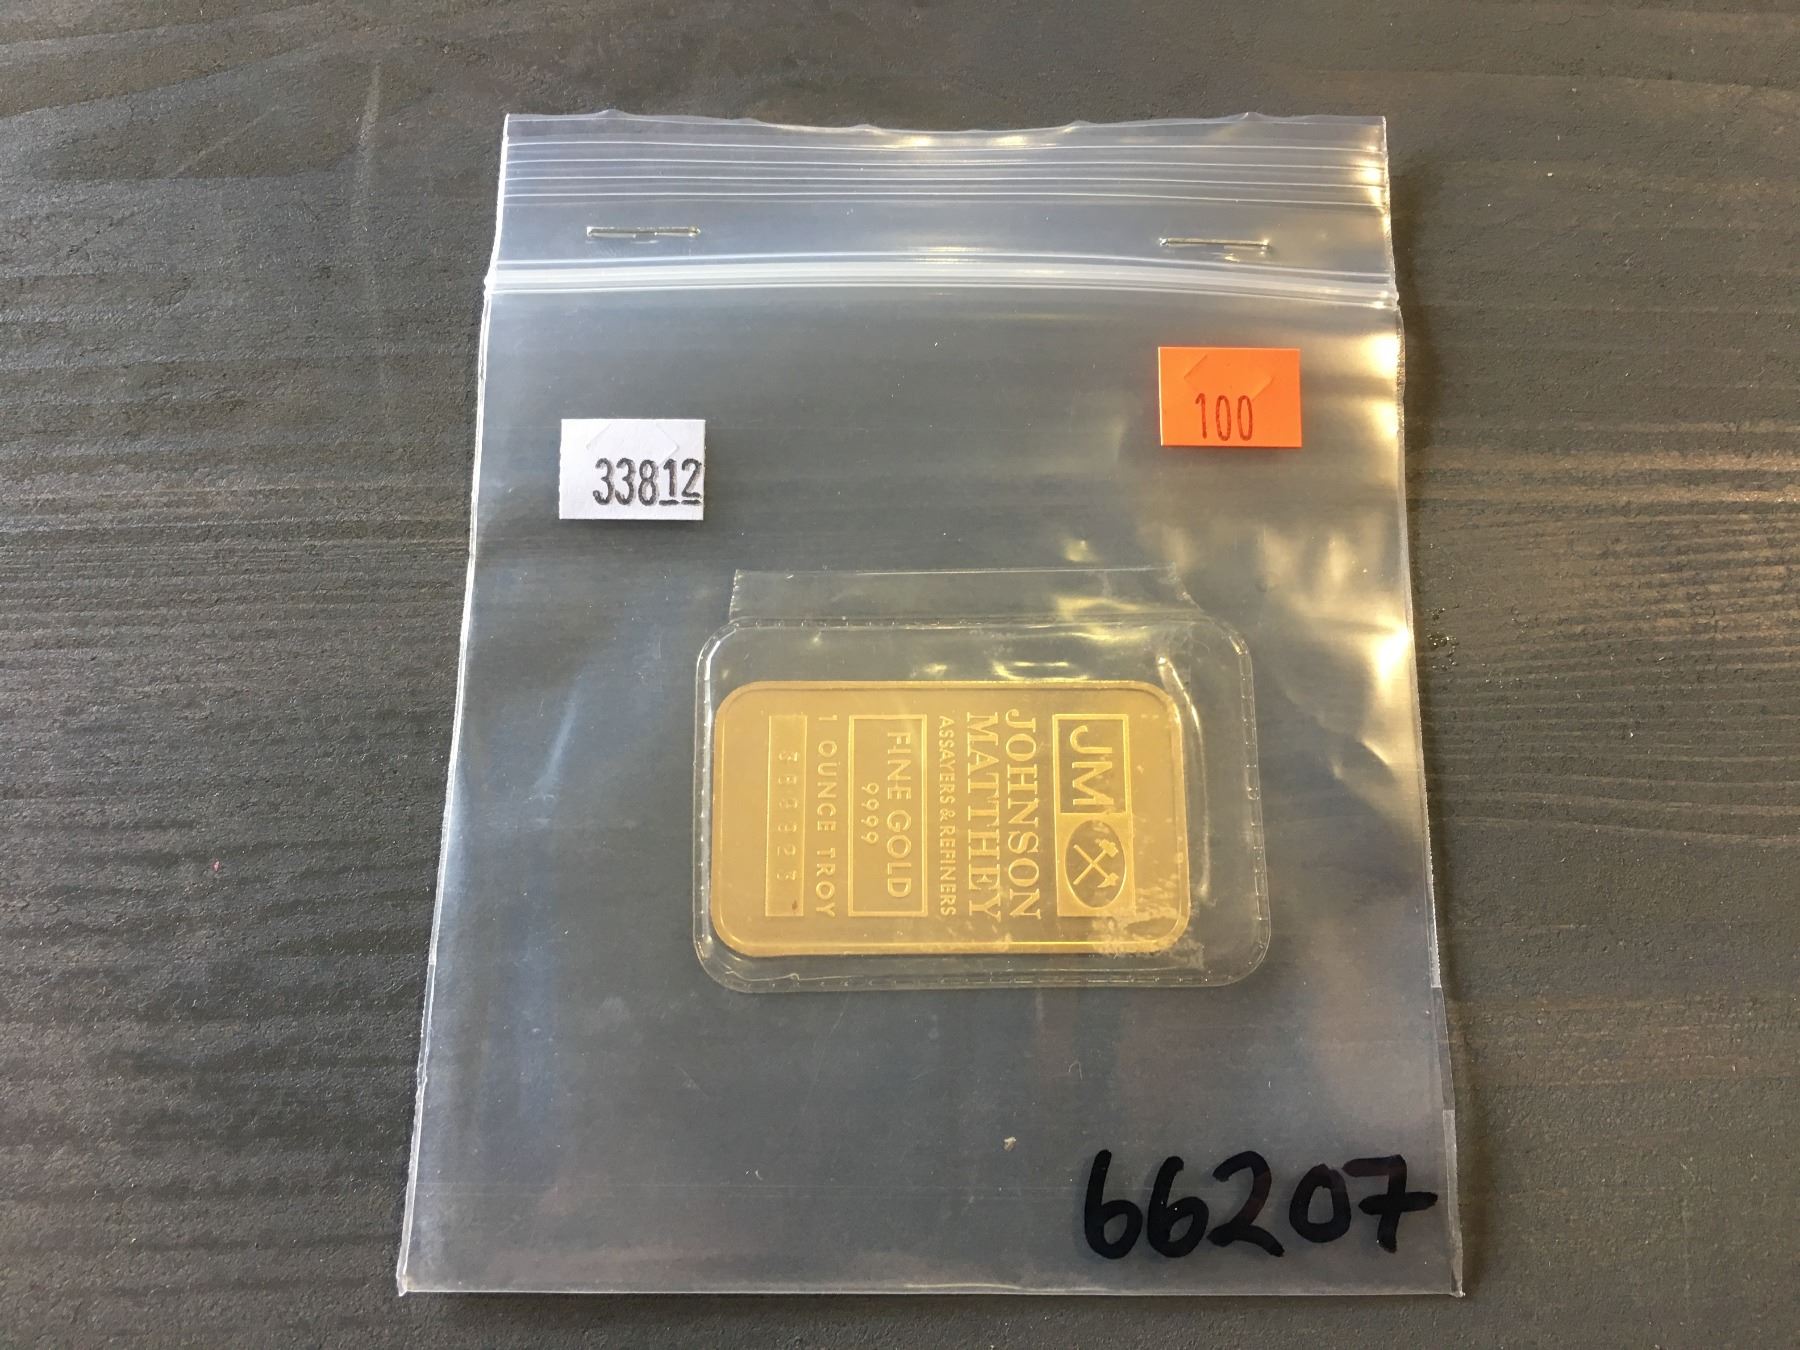 100
33812
JM
JOHNSON
MATTHEY
ASSAYERS & REFINERS
FINE GOLD
9999
1 OUNCE TROY
66207